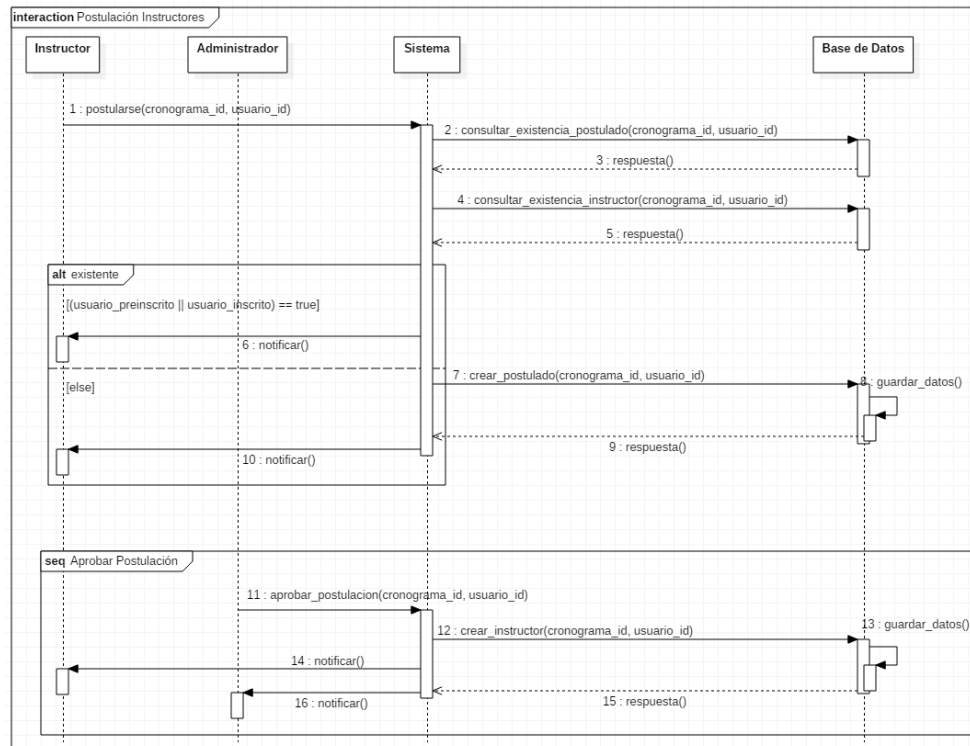 interaction Postulación Instructores
Instructor
Administrador
Sistema
Base de Datos
1 : postularse(cronograma_id, usuario_id)
2 : consultar_existencia_postulado(cronograma_id, usuario_id)
3 : respuesta()
4 : consultar_existencia_instructor(cronograma_id, usuario_id)
5 : respuesta()
alt existente
[(usuario_preinscrito || usuario_inscrito) == true]
6 : notificar()
7 : crear_postulado(cronograma_id, usuario_id)
8 : guardar_datos()
[else]
9 : respuesta()
10 : notificar()
seq Aprobar Postulación
11 : aprobar_postulacion(cronograma_id, usuario_id)
12 : crear_instructor(cronograma_id, usuario_id)
13 : guardar_datos()
14 : notificar()
15 : respuesta()
16 : notificar()